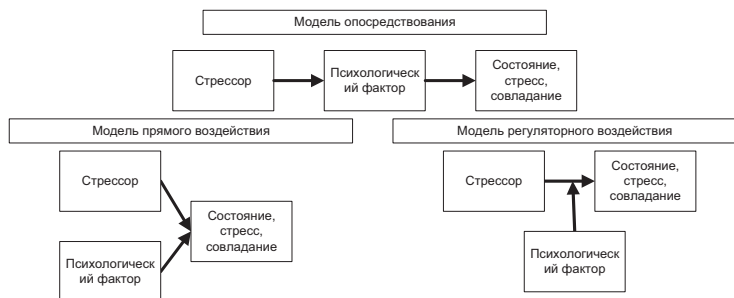 Модель опосредствования
Стрессор
Психологическ
ий фактор
Состояние,
стресс,
совладание
Модель прямого воздействия
Стрессор
Психологическ
ий фактор
Состояние,
стресс,
совладание
Модель регуляторного воздействия
Стрессор
Состояние,
стресс,
совладание
Психологическ
ий фактор